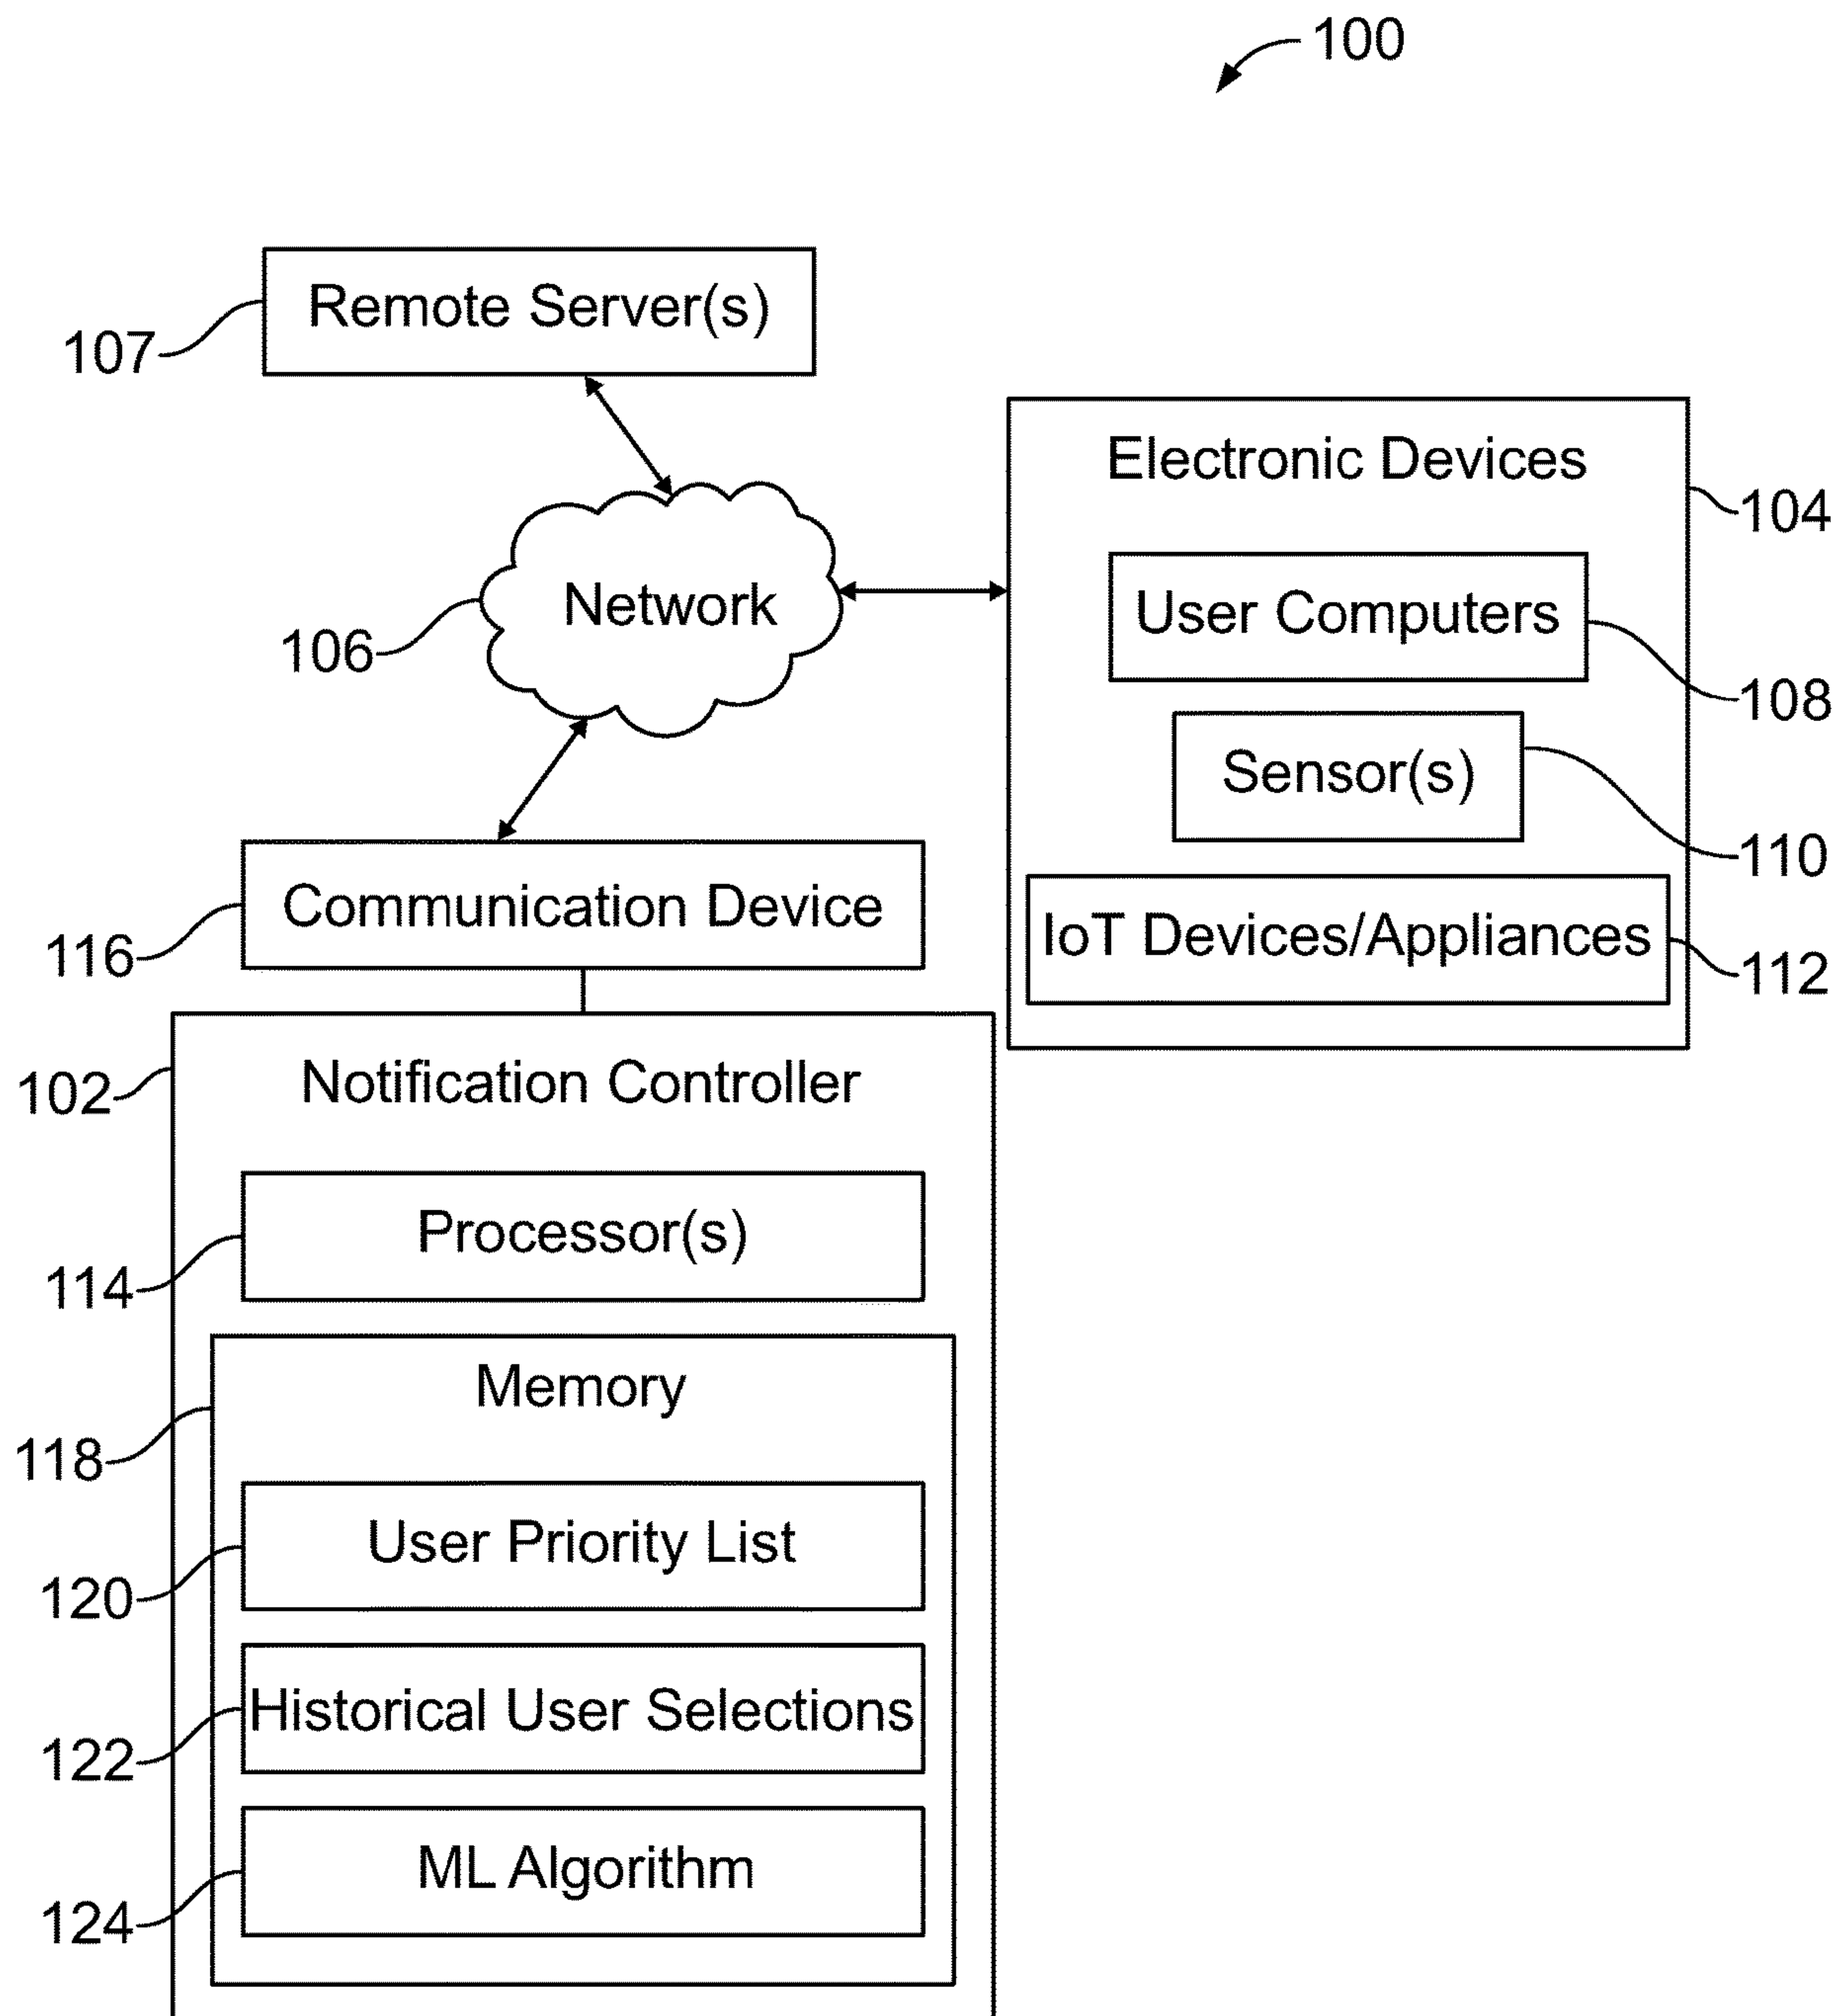 100
Remote Server(s)
107
Electronic Devices
104
Network
106
User Computers
108
Sensor(s)
110
Communication Device
116
IoT Devices/Appliances
112
Notification Controller
102
Processor(s)
114
Memory
118
User Priority List
120
Historical User Selections
122
ML Algorithm
124